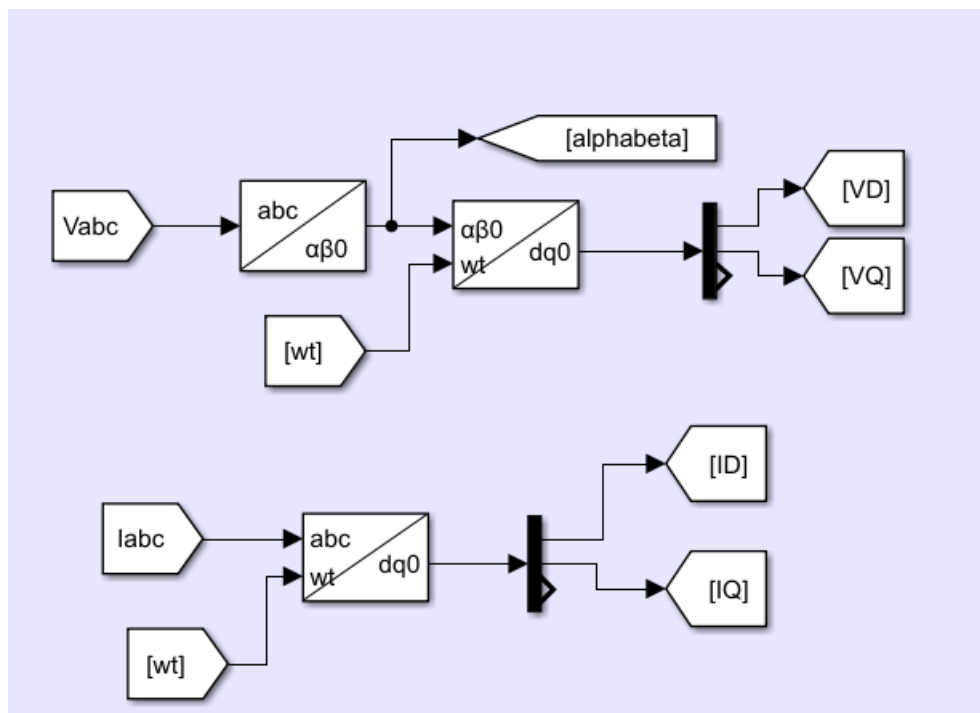 [alphabeta]
[VD]
Vabc
abc
αβ0
αβ0
wt
dq0
[VQ]
[wt]
[ID]
Iabc
abc
wt
dq0
[IQ]
[wt]